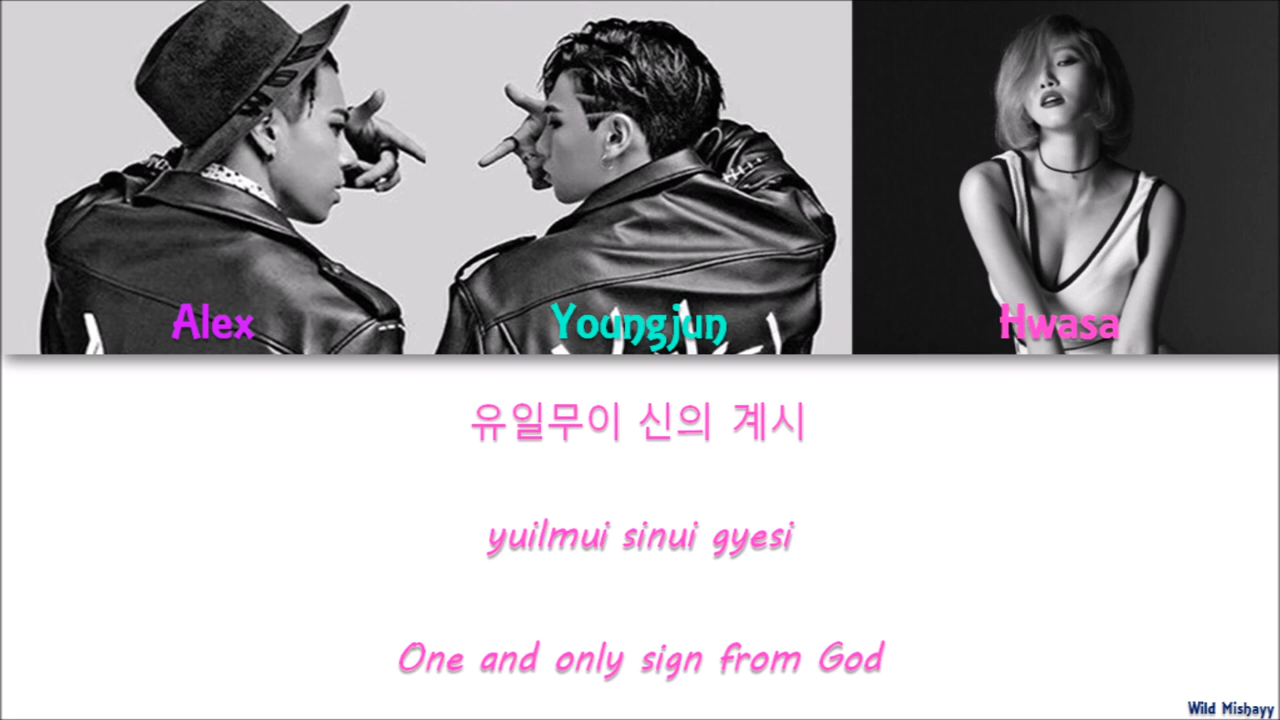 Alex
Youngjun
Hwasa
유일무이 신의 계시
yuilmui sinui gyesi
One and only sign from God
Wild Mishayy